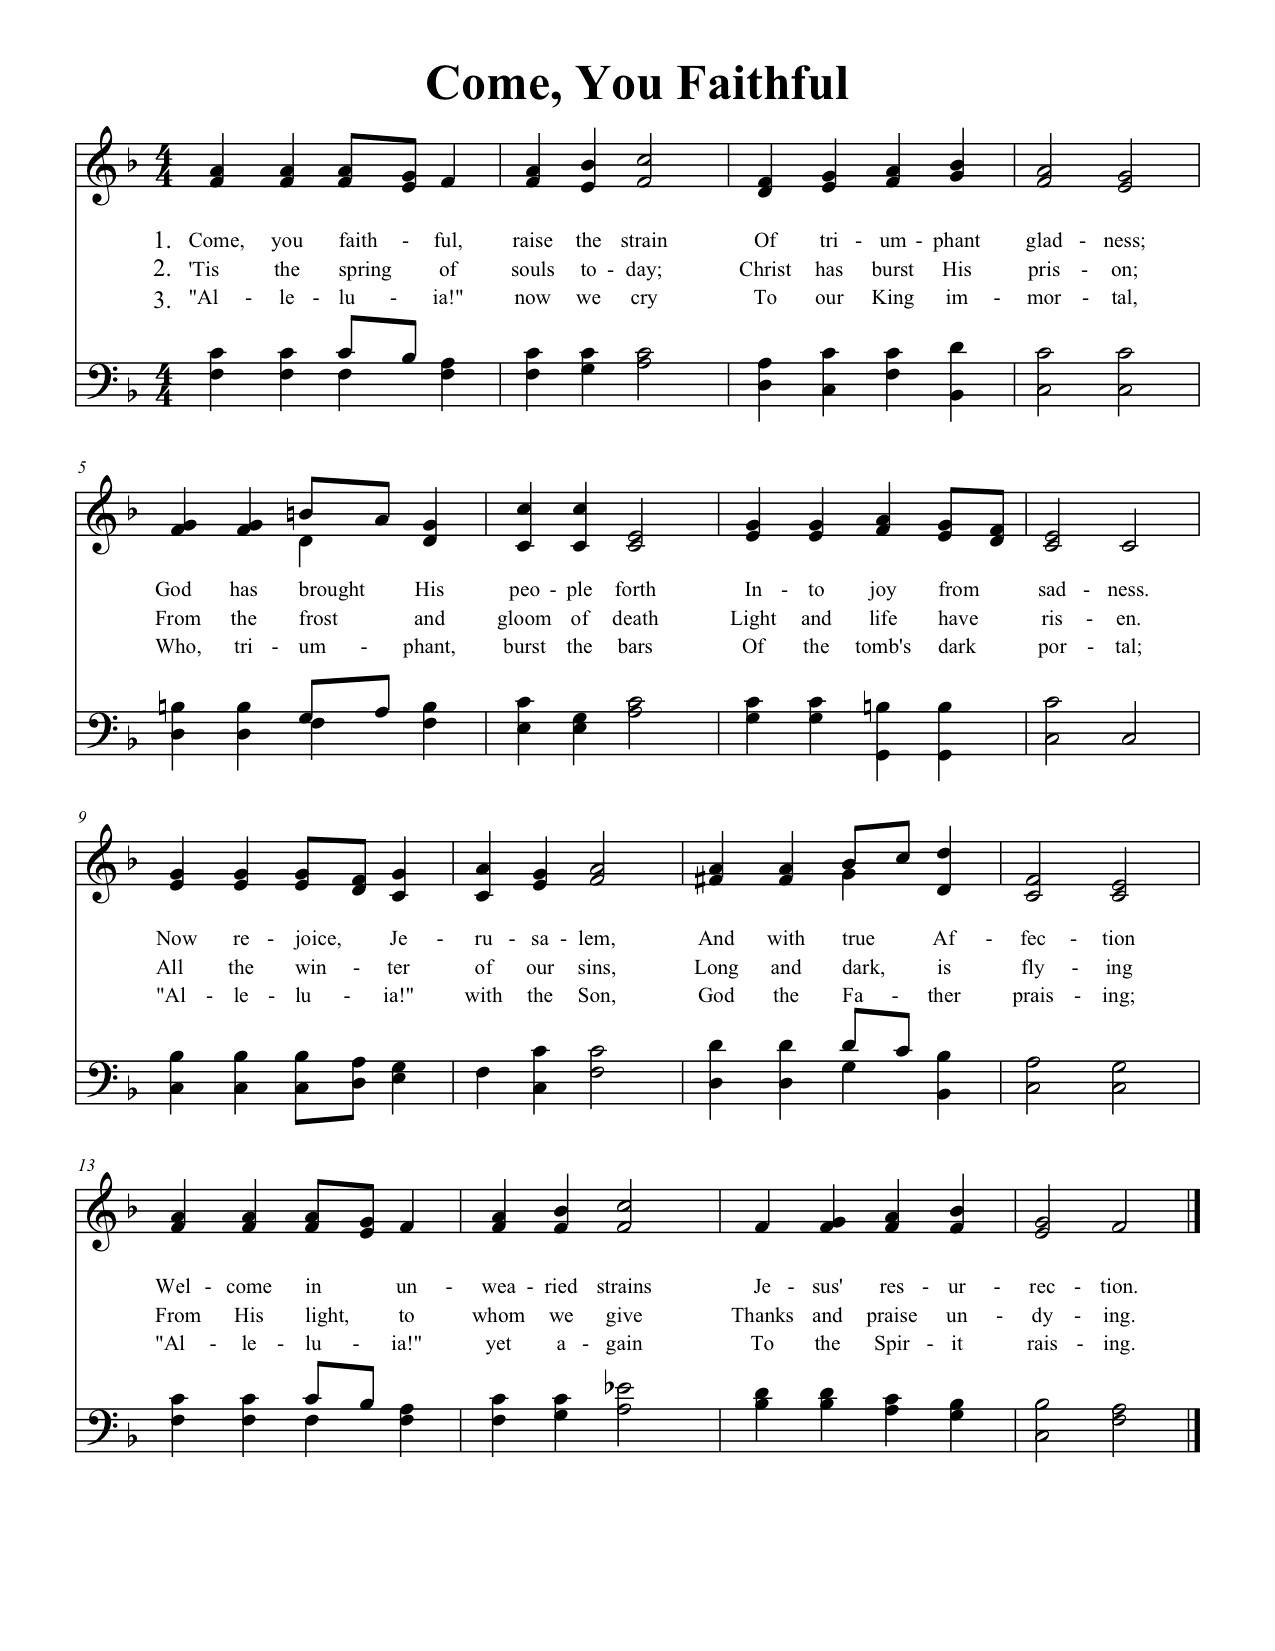 Come, You Faithful
1. Come, you faith - ful, raise the strain Of tri - um - phant glad - ness;
2. 'Tis the spring of souls to - day; Christ has burst His pris - on;
3. "Al - le - lu - ia!" now we cry To our King im - mor - tal,
5
God has brought His peo - ple forth In - to joy from sad - ness.
From the frost and gloom of death Light and life have ris - en.
Who, tri - um - phant, burst the bars Of the tomb's dark por - tal;
9
Now re - joice, Je - ru - sa - lem, And with true Af - fec - tion
All the win - ter of our sins, Long and dark, is fly - ing
"Al - le - lu - ia!" with the Son, God the Fa - ther prais - ing;
13
Wel - come in un - wea - ried strains Je - sus' res - ur - rec - tion.
From His light, to whom we give Thanks and praise un - dy - ing.
"Al - le - lu - ia!" yet a - gain To the Spir - it rais - ing.